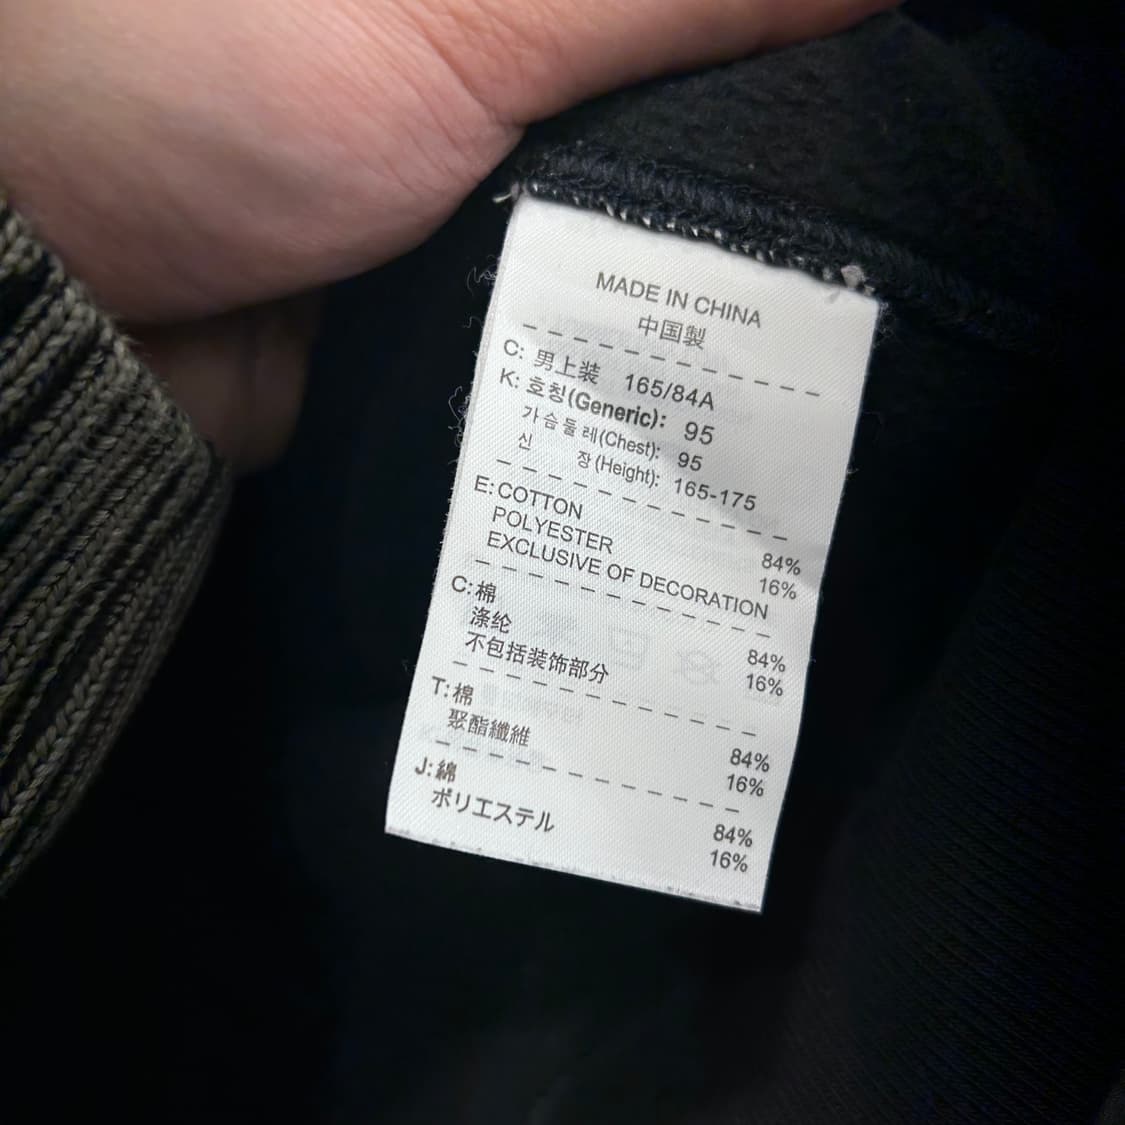 MADE IN CHINA
中国製
C: 男上装 165/84A
K: 호칭(Generic): 95
가슴둘레(Chest): 95
신 장(Height): 165-175
E: COTTON 84%
POLYESTER 16%
EXCLUSIVE OF DECORATION
C: 棉 84%
涤纶 16%
不包括装饰部分
T: 棉 84%
聚酯纖維 16%
J: 綿 84%
ポリエステル 16%